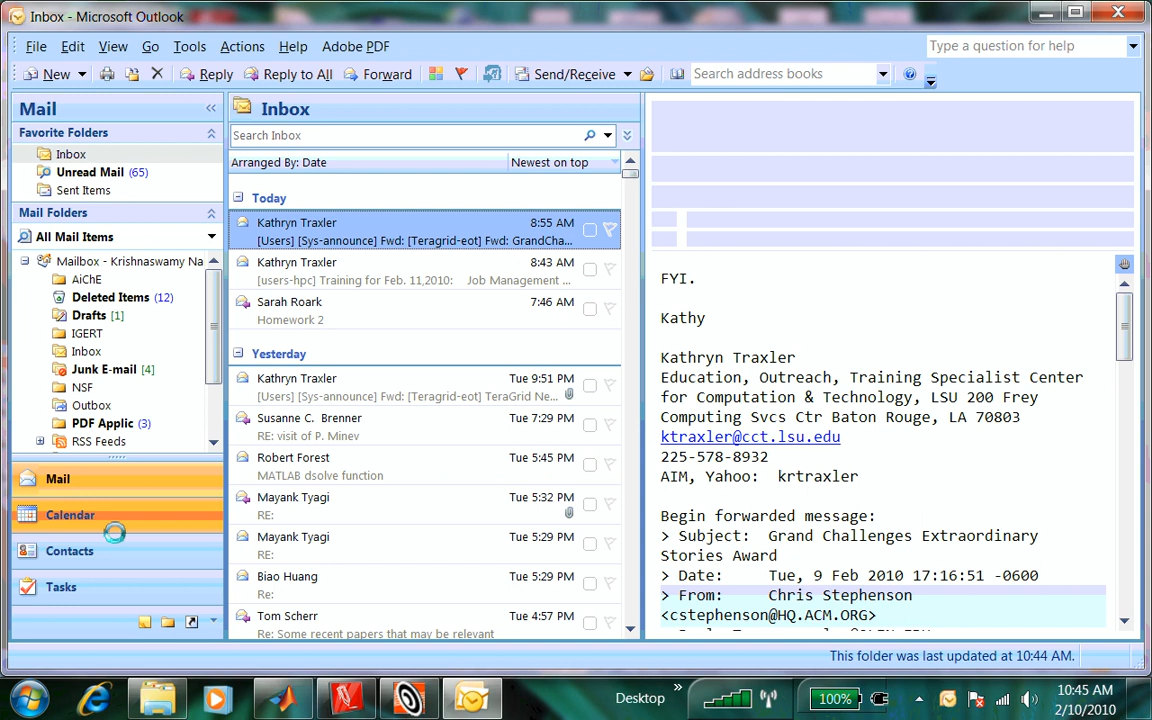 Inbox - Microsoft Outlook
File Edit View Go Tools Actions Help Adobe PDF
Type a question for help
New Reply Reply to All Forward Send/Receive Search address books
Mail
Favorite Folders
Inbox
Unread Mail (65)
Sent Items
Mail Folders
All Mail Items
Mailbox - Krishnaswamy Na
AiChE
Deleted Items (12)
Drafts [1]
IGERT
Inbox
Junk E-mail [4]
NSF
Outbox
PDF Applic (3)
RSS Feeds
Mail
Calendar
Contacts
Tasks
Inbox
Search Inbox
Arranged By: Date Newest on top
Today
Kathryn Traxler 8:55 AM
[Users] [Sys-announce] Fwd: [Teragrid-eot] Fwd: GrandCha...
Kathryn Traxler 8:43 AM
[users-hpc] Training for Feb. 11,2010: Job Management ...
Sarah Roark 7:46 AM
Homework 2
Yesterday
Kathryn Traxler Tue 9:51 PM
[Users] [Sys-announce] Fwd: [Teragrid-eot] TeraGrid Ne...
Susanne C. Brenner Tue 7:29 PM
RE: visit of P. Minev
Robert Forest Tue 5:45 PM
MATLAB dsolve function
Mayank Tyagi Tue 5:32 PM
RE:
Mayank Tyagi Tue 5:29 PM
RE:
Biao Huang Tue 5:29 PM
Re:
Tom Scherr Tue 4:57 PM
Re: Some recent papers that may be relevant
FYI.
Kathy
Kathryn Traxler
Education, Outreach, Training Specialist Center
for Computation & Technology, LSU 200 Frey
Computing Svcs Ctr Baton Rouge, LA 70803
ktraxler@cct.lsu.edu
225-578-8932
AIM, Yahoo: krtraxler
Begin forwarded message:
> Subject: Grand Challenges Extraordinary
Stories Award
> Date: Tue, 9 Feb 2010 17:16:51 -0600
> From: Chris Stephenson
<cstephenson@HQ.ACM.ORG>
This folder was last updated at 10:44 AM.
Desktop
100%
10:45 AM
2/10/2010